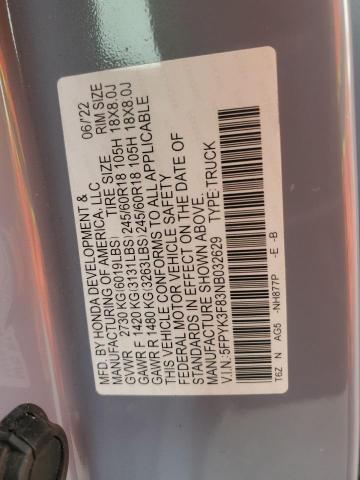 MFD. BY HONDA DEVELOPMENT & 06/22
MANUFACTURING OF AMERICA, LLC
TIRE SIZE RIM SIZE
GVWR 2730 KG(6019LBS)
GAWR F 1420 KG(3131LBS) 245/60R18 105H 18X8.0J
GAWR R 1480 KG(3263LBS) 245/60R18 105H 18X8.0J
THIS VEHICLE CONFORMS TO ALL APPLICABLE
FEDERAL MOTOR VEHICLE SAFETY
STANDARDS IN EFFECT ON THE DATE OF
MANUFACTURE SHOWN ABOVE.
V.I.N.:5FPYK3F83NB032629 TYPE:TRUCK
T6Z N AG5 -NH877P -E -B